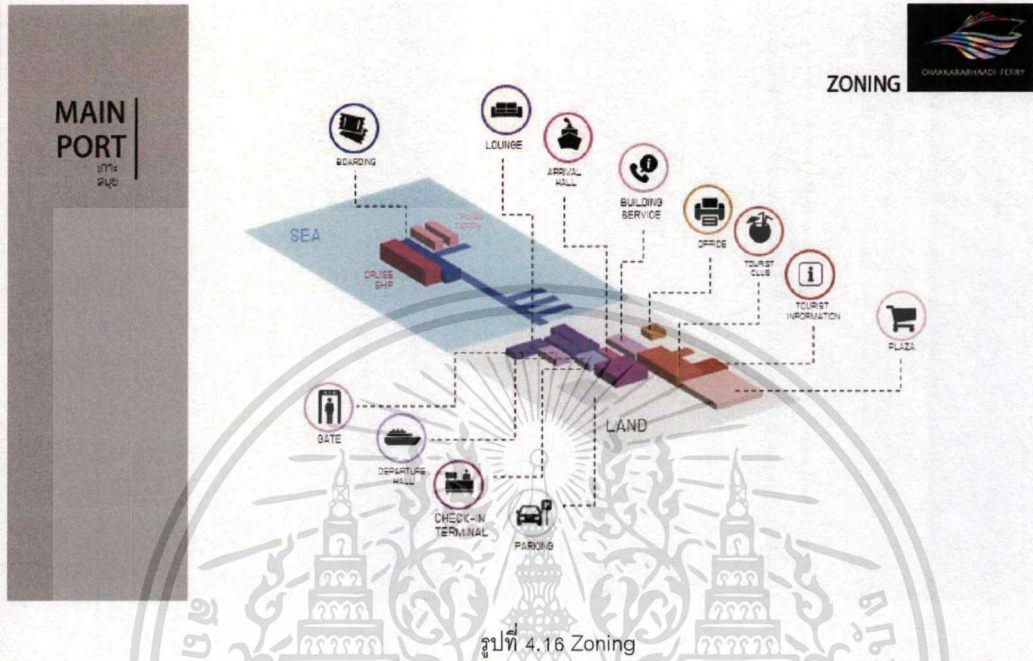 MAIN
PORT
เกาะ
สมุย
ZONING
CHAKKARABHAADI FERRY
BOARDING
LOUNGE
ARRIVAL
HALL
BUILDING
SERVICE
OFFICE
TOURIST
CLUB
TOURIST
INFORMATION
PLAZA
SEA
CRUISE
FERRY
CRUISE
SHIP
LAND
GATE
DEPARTURE
HALL
CHECK-IN
TERMINAL
PARKING
รูปที่ 4.16 Zoning